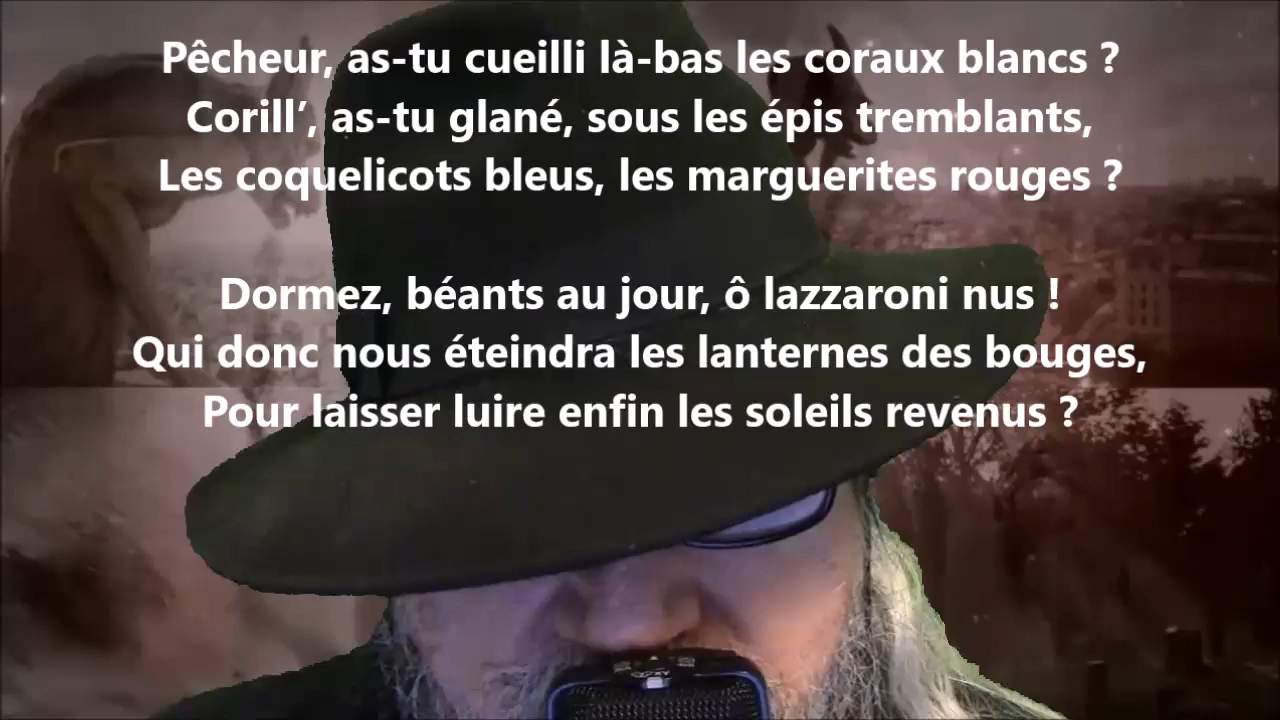 Pêcheur, as-tu cueilli là-bas les coraux blancs ?
Corill’, as-tu glané, sous les épis tremblants,
Les coquelicots bleus, les marguerites rouges ?
Dormez, béants au jour, ô lazzaroni nus !
Qui donc nous éteindra les lanternes des bouges,
Pour laisser luire enfin les soleils revenus ?